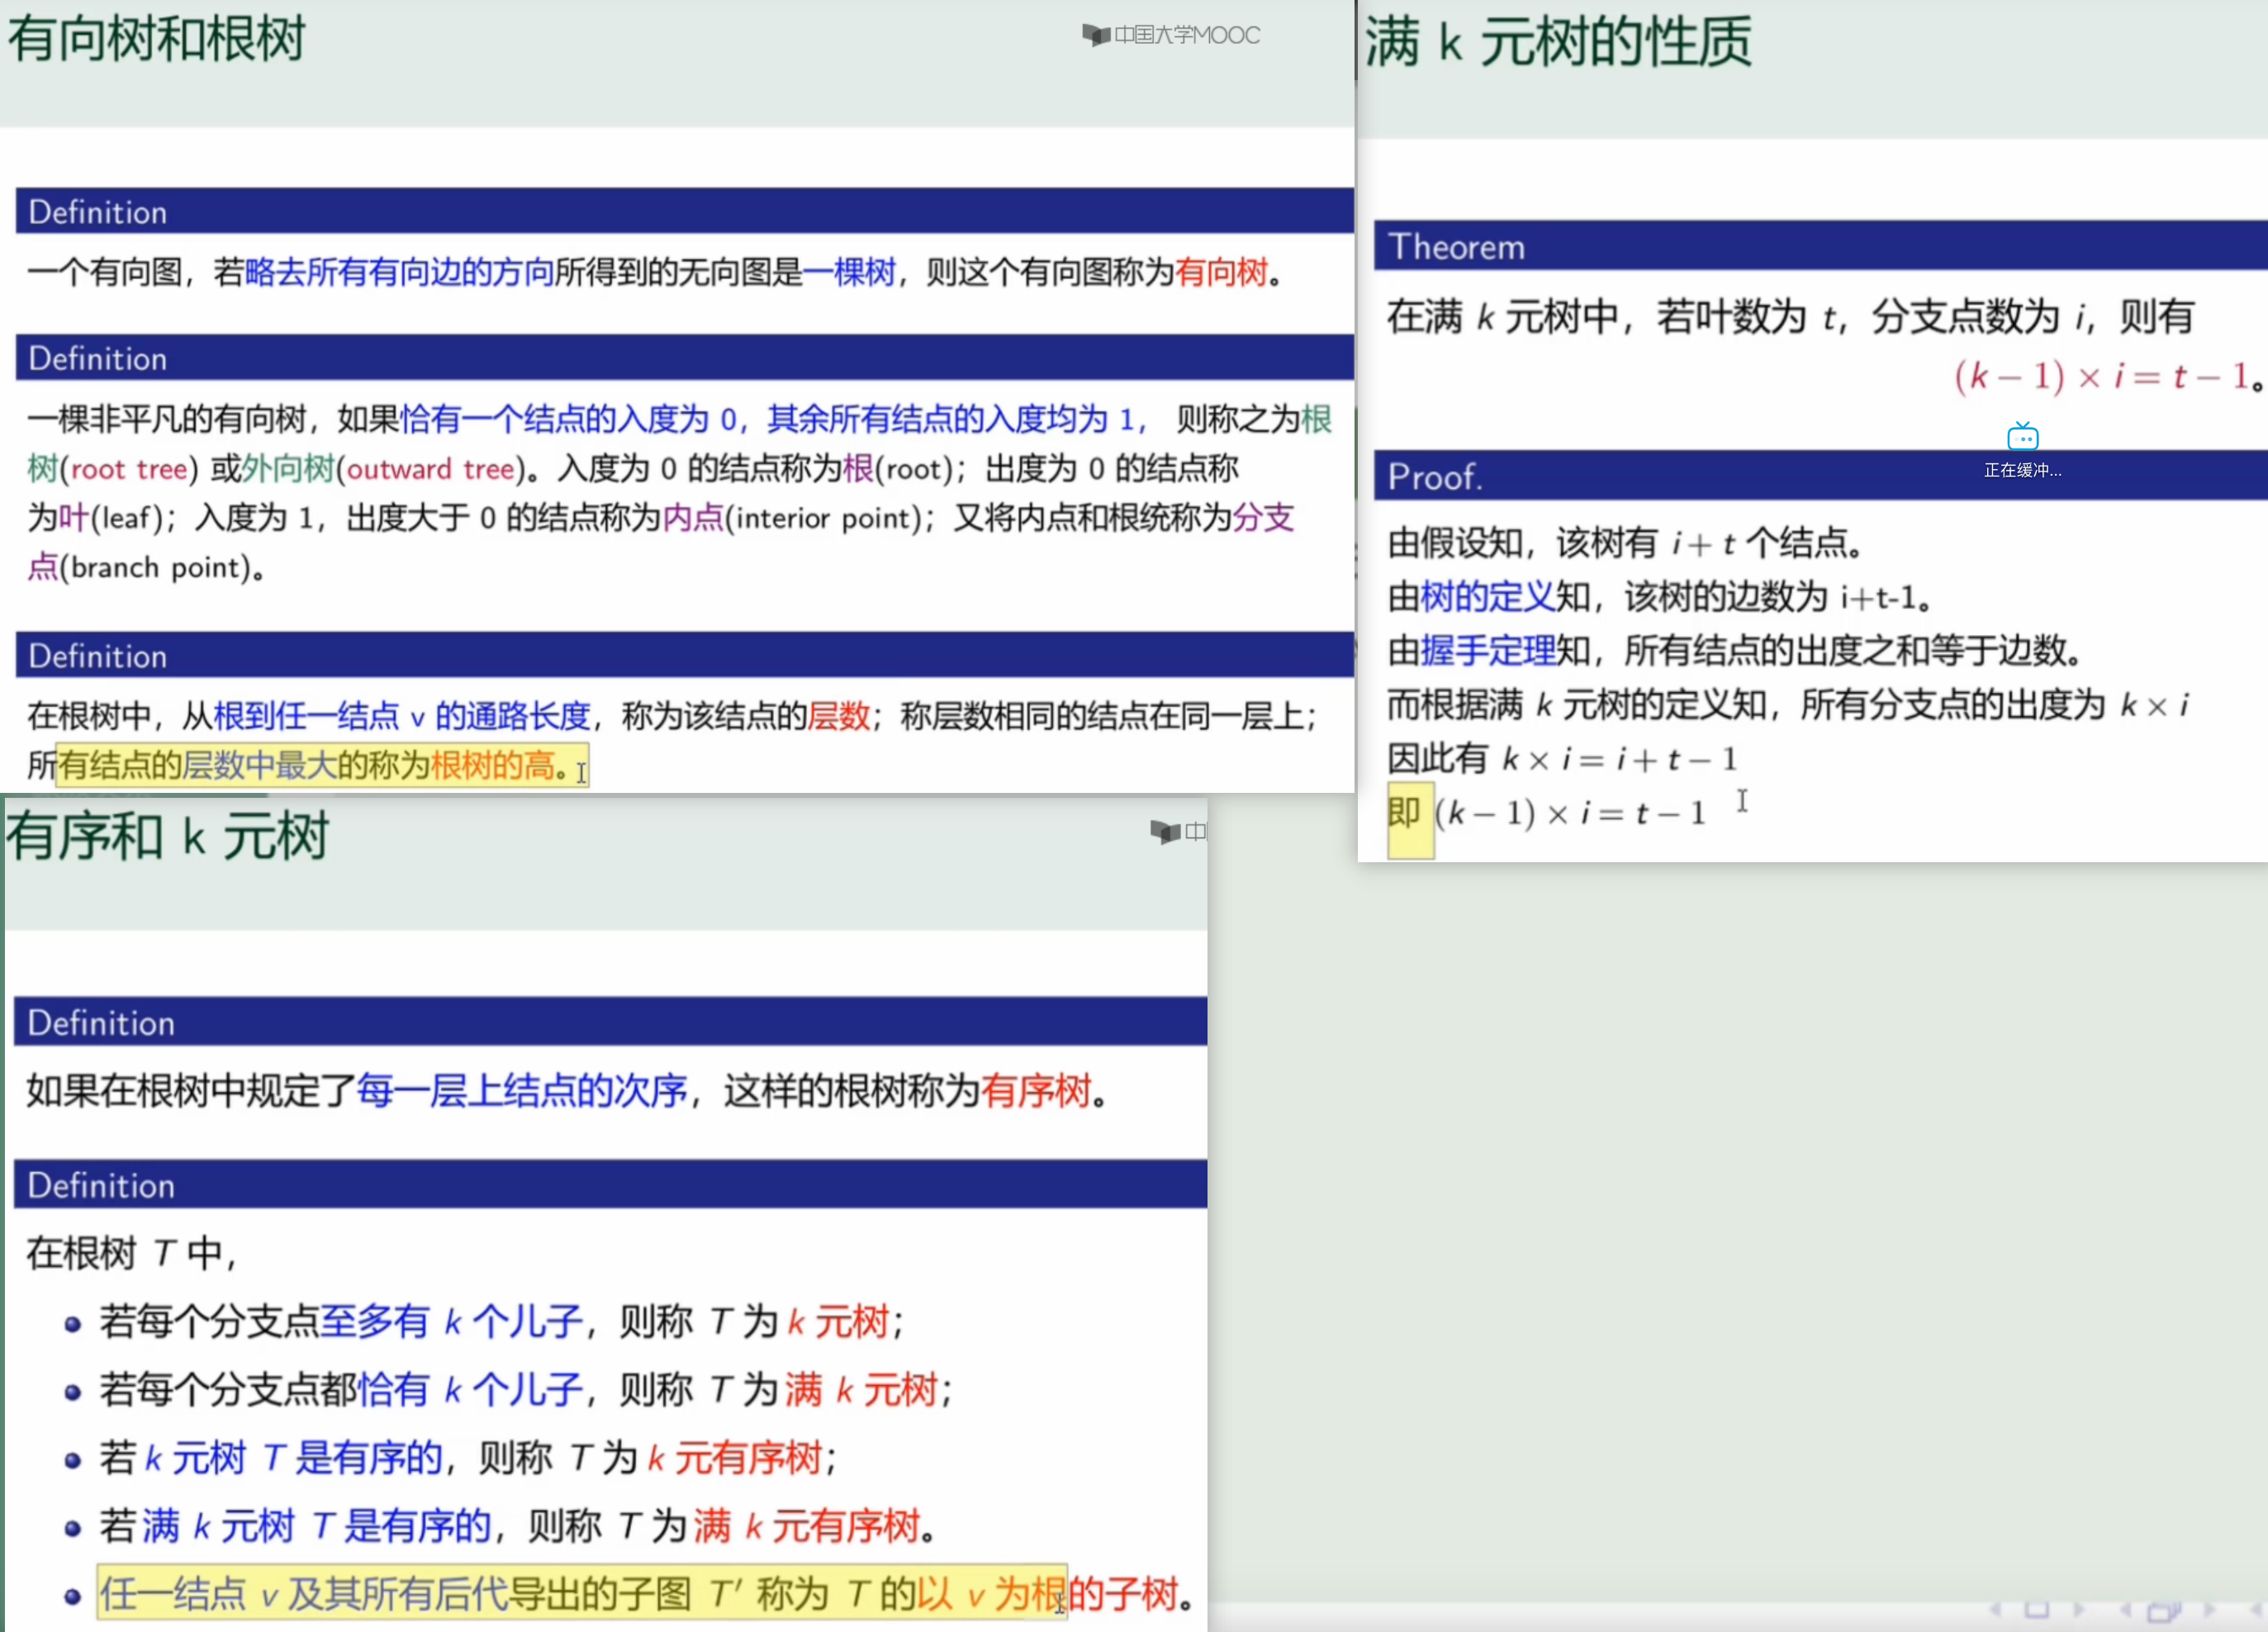 有向树和根树
中国大学MOOC
Definition
一个有向图，若略去所有有向边的方向所得到的无向图是一棵树，则这个有向图称为有向树。
Definition
一棵非平凡的有向树，如果恰有一个结点的入度为 0，其余所有结点的入度均为 1， 则称之为根
树(root tree) 或外向树(outward tree)。入度为 0 的结点称为根(root)；出度为 0 的结点称
为叶(leaf)；入度为 1，出度大于 0 的结点称为内点(interior point)；又将内点和根统称为分支
点(branch point)。
Definition
在根树中，从根到任一结点 v 的通路长度，称为该结点的层数；称层数相同的结点在同一层上；
所有结点的层数中最大的称为根树的高。
满 k 元树的性质
Theorem
在满 k 元树中，若叶数为 t，分支点数为 i，则有
(k − 1) × i = t − 1。
正在缓冲...
Proof.
由假设知，该树有 i + t 个结点。
由树的定义知，该树的边数为 i+t-1。
由握手定理知，所有结点的出度之和等于边数。
而根据满 k 元树的定义知，所有分支点的出度为 k × i
因此有 k × i = i + t − 1
即 (k − 1) × i = t − 1
有序和 k 元树
中
Definition
如果在根树中规定了每一层上结点的次序，这样的根树称为有序树。
Definition
在根树 T 中，
若每个分支点至多有 k 个儿子，则称 T 为 k 元树；
若每个分支点都恰有 k 个儿子，则称 T 为满 k 元树；
若 k 元树 T 是有序的，则称 T 为 k 元有序树；
若满 k 元树 T 是有序的，则称 T 为满 k 元有序树。
任一结点 v 及其所有后代导出的子图 T′ 称为 T 的以 v 为根的子树。